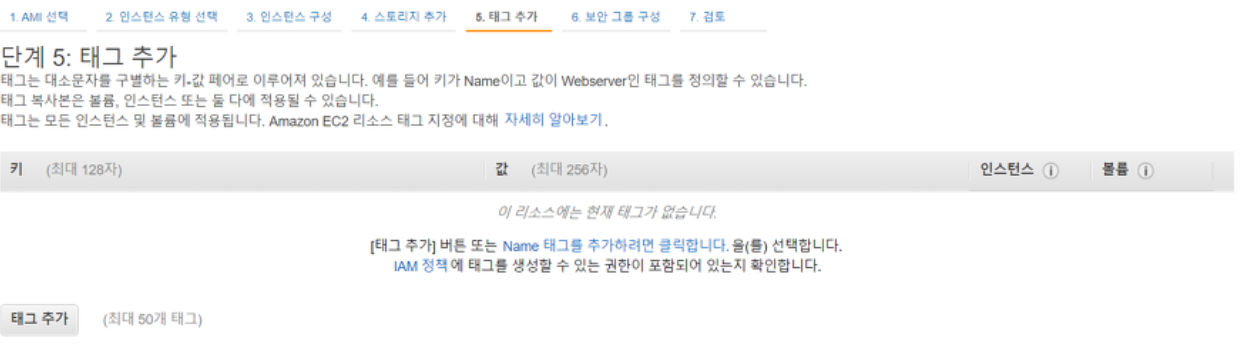 1. AMI 선택 2. 인스턴스 유형 선택 3. 인스턴스 구성 4. 스토리지 추가 5. 태그 추가 6. 보안 그룹 구성 7. 검토
단계 5: 태그 추가
태그는 대소문자를 구별하는 키-값 페어로 이루어져 있습니다. 예를 들어 키가 Name이고 값이 Webserver인 태그를 정의할 수 있습니다.
태그 복사본은 볼륨, 인스턴스 또는 둘 다에 적용될 수 있습니다.
태그는 모든 인스턴스 및 볼륨에 적용됩니다. Amazon EC2 리소스 태그 지정에 대해 자세히 알아보기.
키 (최대 128자) 값 (최대 256자) 인스턴스 볼륨
이 리소스에는 현재 태그가 없습니다.
[태그 추가] 버튼 또는 Name 태그를 추가하려면 클릭합니다. 을(를) 선택합니다.
IAM 정책에 태그를 생성할 수 있는 권한이 포함되어 있는지 확인합니다.
태그 추가 (최대 50개 태그)